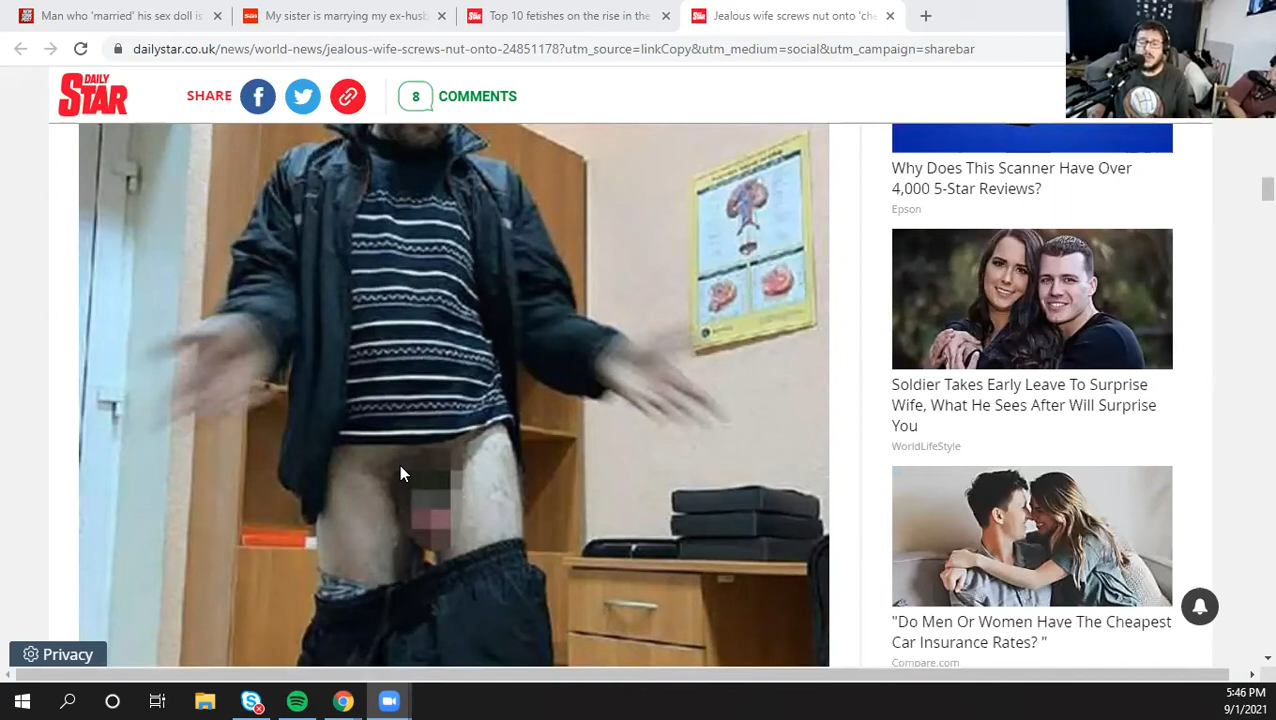 Man who 'married' his sex doll is
My sister is marrying my ex-husb
Top 10 fetishes on the rise in the
Jealous wife screws nut onto 'che
dailystar.co.uk/news/world-news/jealous-wife-screws-nut-onto-24851178?utm_source=linkCopy&utm_medium=social&utm_campaign=sharebar
DAILY
STAR
SHARE
8 COMMENTS
Why Does This Scanner Have Over
4,000 5-Star Reviews?
Epson
Soldier Takes Early Leave To Surprise
Wife, What He Sees After Will Surprise
You
WorldLifeStyle
"Do Men Or Women Have The Cheapest
Car Insurance Rates? "
Compare.com
Privacy
5:46 PM
9/1/2021